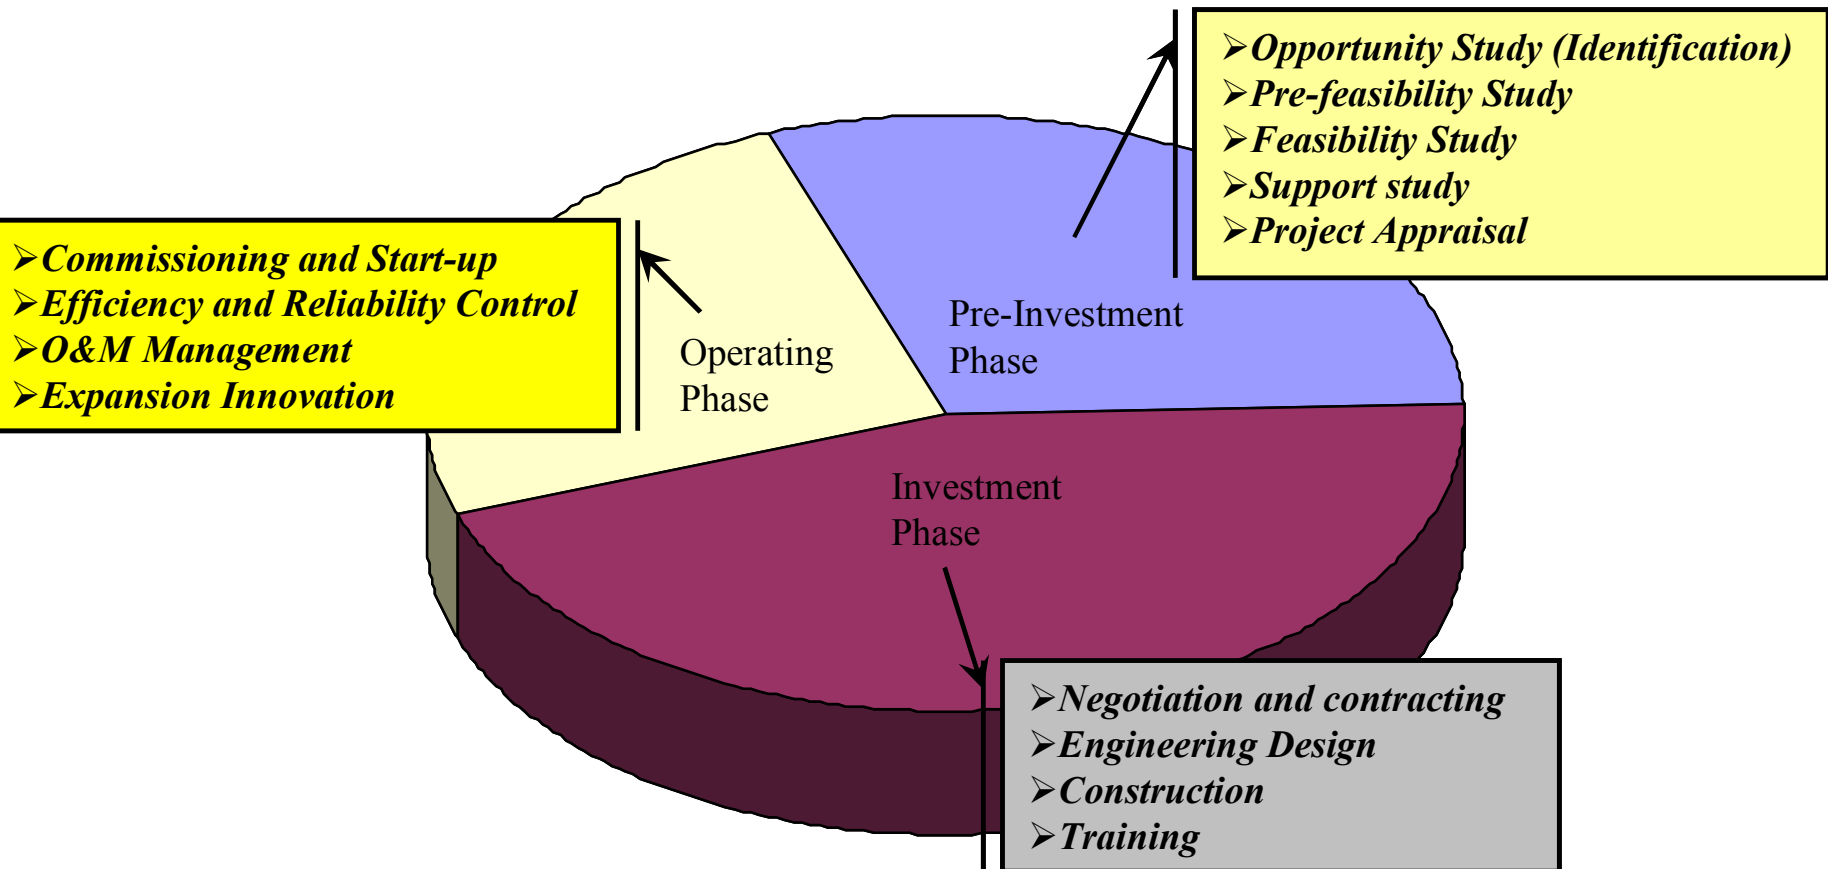 ➢Opportunity Study (Identification)
➢Pre-feasibility Study
➢Feasibility Study
➢Support study
➢Project Appraisal
➢Commissioning and Start-up
➢Efficiency and Reliability Control
➢O&M Management
➢Expansion Innovation
Operating
Phase
Pre-Investment
Phase
Investment
Phase
➢Negotiation and contracting
➢Engineering Design
➢Construction
➢Training